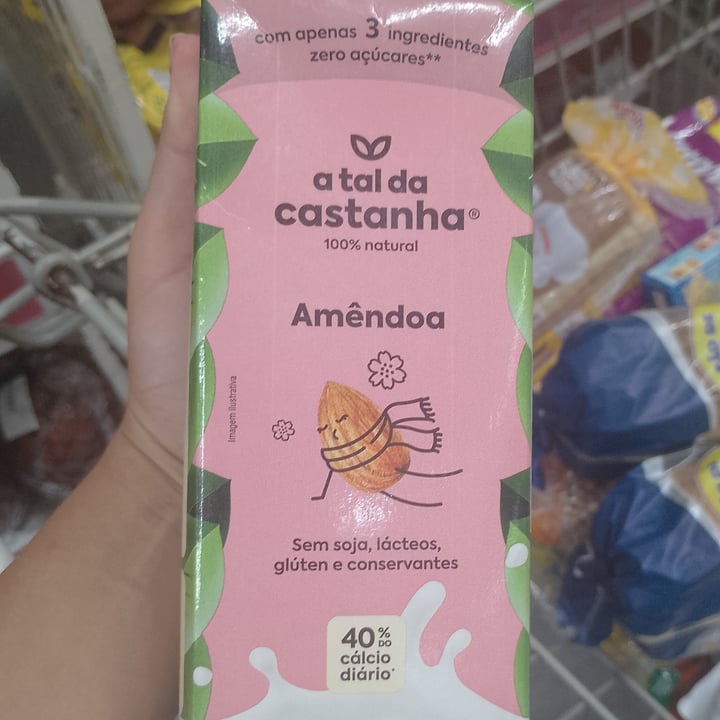 com apenas 3 ingredientes
zero açúcares**
a tal da
castanha®
100% natural
Amêndoa
Imagem ilustrativa
Sem soja, lácteos,
glúten e conservantes
40% DO
cálcio
diário*